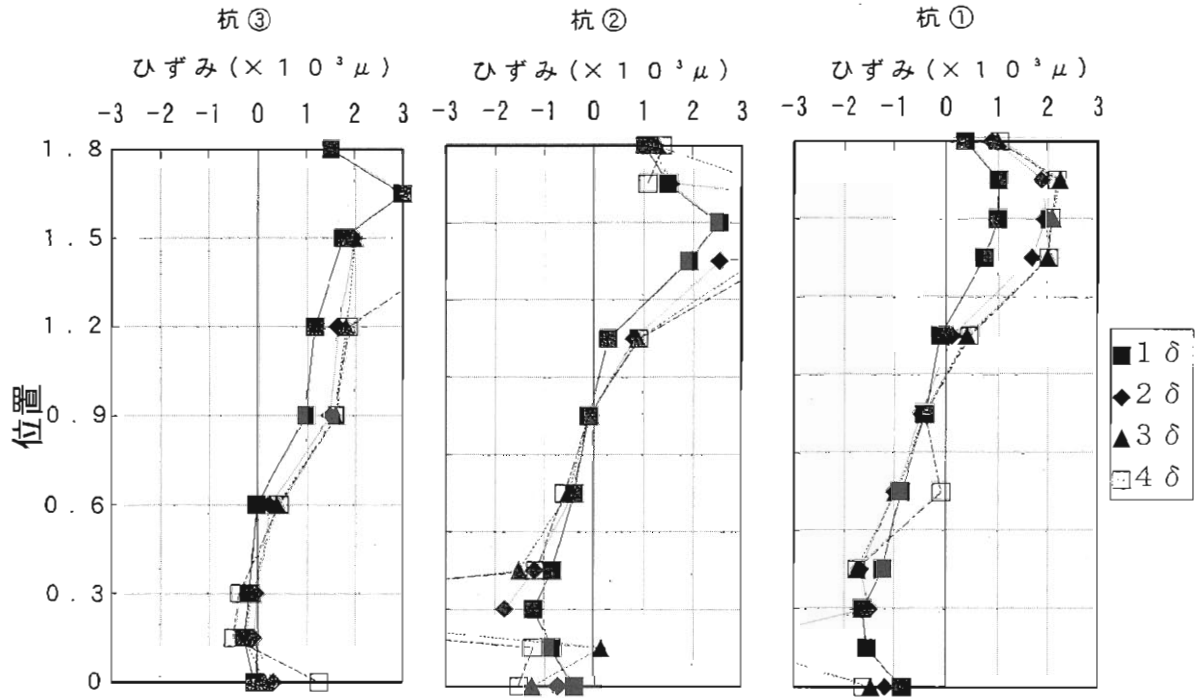 杭③
ひずみ(×10³μ)
-3 -2 -1 0 1 2 3
1.8
1.5
1.2
0.9
0.6
0.3
0
位置
杭②
ひずみ(×10³μ)
-3 -2 -1 0 1 2 3
杭①
ひずみ(×10³μ)
-3 -2 -1 0 1 2 3
■1δ
◆2δ
▲3δ
□4δ